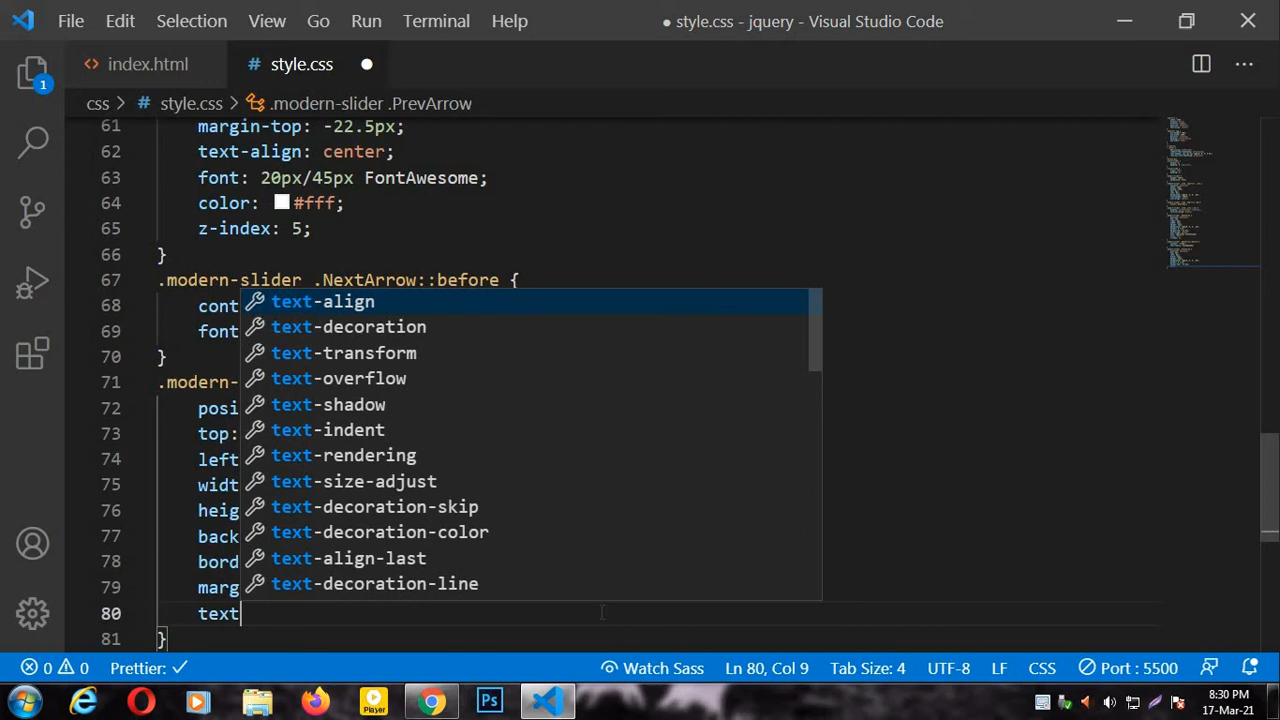 File Edit Selection View Go Run Terminal Help ● style.css - jquery - Visual Studio Code
<> index.html # style.css ●
css > # style.css > .modern-slider .PrevArrow
1
61 margin-top: -22.5px;
62 text-align: center;
63 font: 20px/45px FontAwesome;
64 color: #fff;
65 z-index: 5;
66 }
67 .modern-slider .NextArrow::before {
68 cont
69 font
70 }
71 .modern-
72 posi
73 top:
74 left
75 widt
76 heig
77 back
78 bord
79 marg
80 text
81 }
text-align
text-decoration
text-transform
text-overflow
text-shadow
text-indent
text-rendering
text-size-adjust
text-decoration-skip
text-decoration-color
text-align-last
text-decoration-line
0 0 Prettier: ✓ Watch Sass Ln 80, Col 9 Tab Size: 4 UTF-8 LF CSS Port : 5500
Player Ps 8:30 PM
17-Mar-21